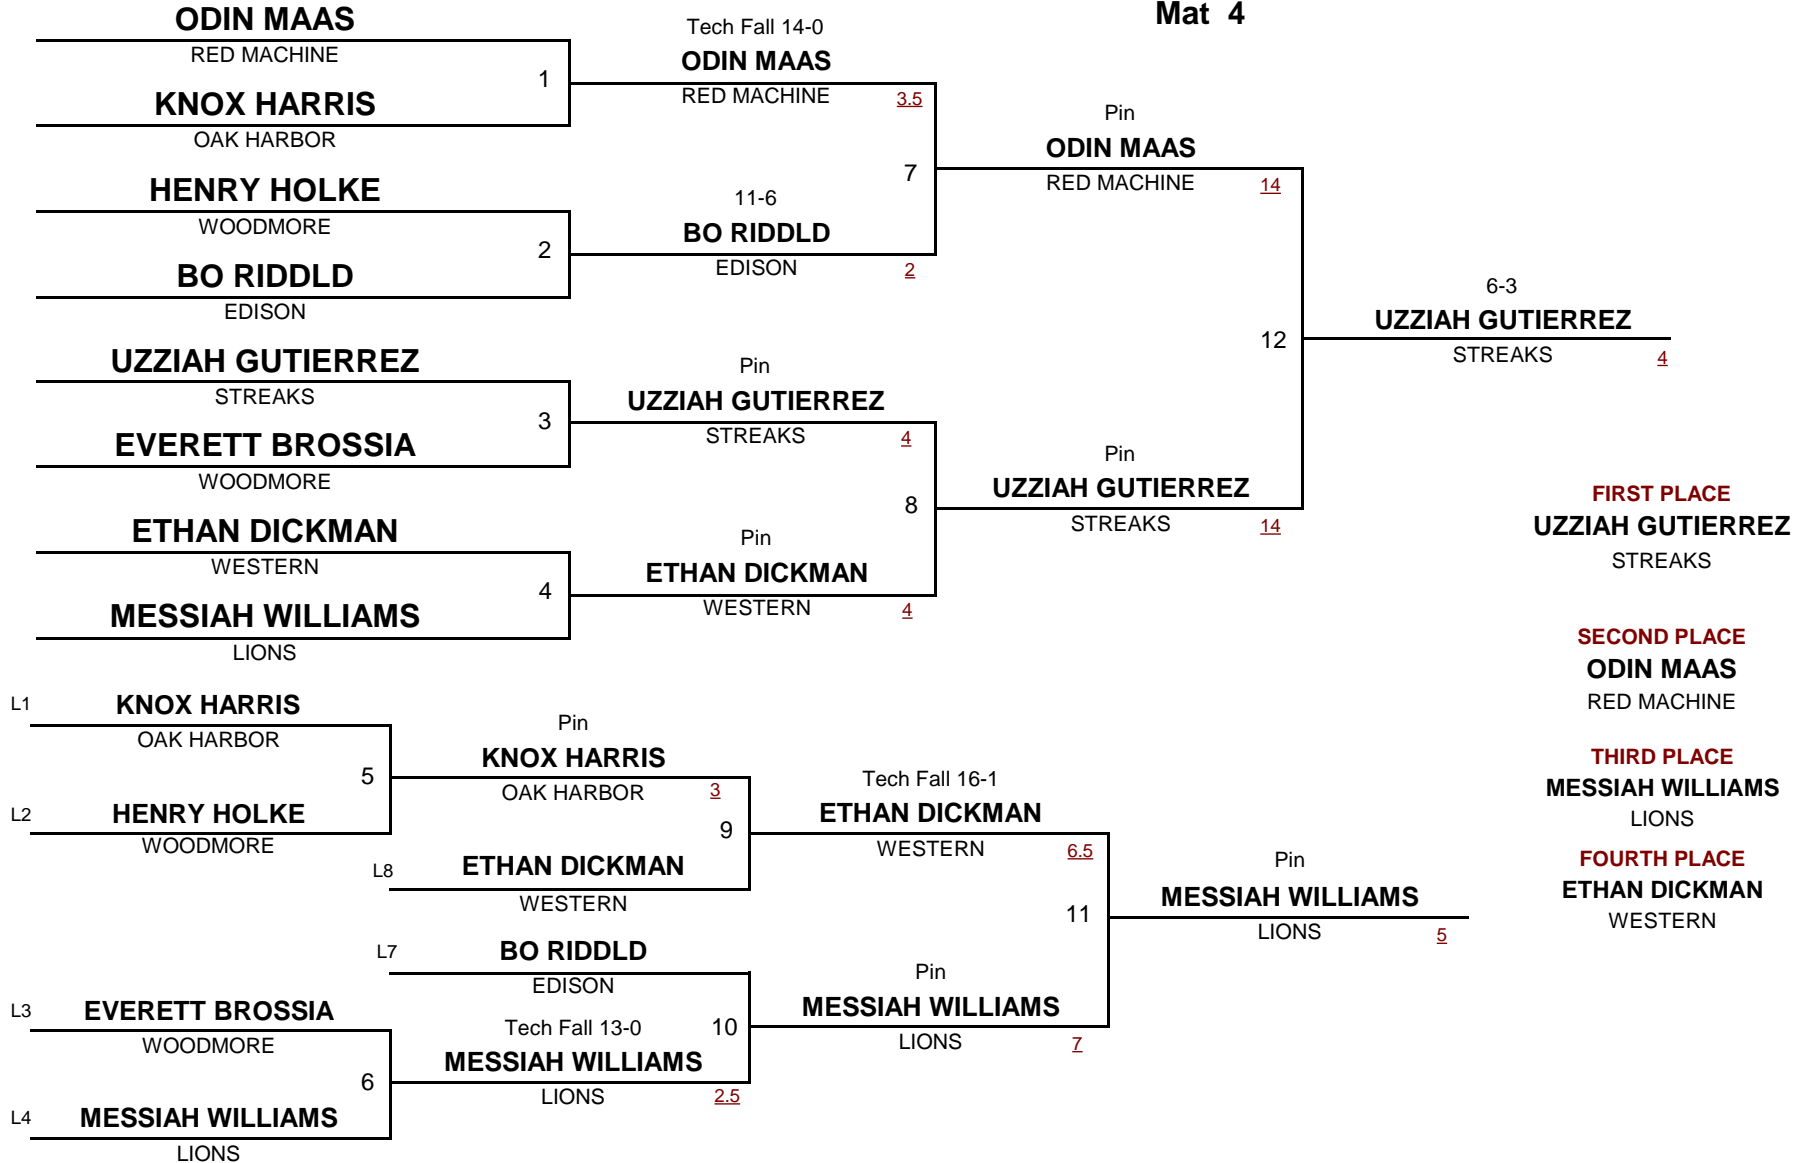 Mat 4
ODIN MAAS
RED MACHINE
1
KNOX HARRIS
OAK HARBOR
HENRY HOLKE
WOODMORE
2
BO RIDDLD
EDISON
UZZIAH GUTIERREZ
STREAKS
3
EVERETT BROSSIA
WOODMORE
ETHAN DICKMAN
WESTERN
4
MESSIAH WILLIAMS
LIONS
Tech Fall 14-0
ODIN MAAS
RED MACHINE 3.5
7
11-6
BO RIDDLD
EDISON 2
Pin
UZZIAH GUTIERREZ
STREAKS 4
8
Pin
ETHAN DICKMAN
WESTERN 4
Pin
ODIN MAAS
RED MACHINE 14
12
Pin
UZZIAH GUTIERREZ
STREAKS 14
6-3
UZZIAH GUTIERREZ
STREAKS 4
FIRST PLACE
UZZIAH GUTIERREZ
STREAKS
SECOND PLACE
ODIN MAAS
RED MACHINE
THIRD PLACE
MESSIAH WILLIAMS
LIONS
FOURTH PLACE
ETHAN DICKMAN
WESTERN
L1 KNOX HARRIS
OAK HARBOR
5
L2 HENRY HOLKE
WOODMORE
L3 EVERETT BROSSIA
WOODMORE
6
L4 MESSIAH WILLIAMS
LIONS
Pin
KNOX HARRIS
OAK HARBOR 3
9
L8 ETHAN DICKMAN
WESTERN
L7 BO RIDDLD
EDISON
Tech Fall 13-0 10
MESSIAH WILLIAMS
LIONS 2.5
Tech Fall 16-1
ETHAN DICKMAN
WESTERN 6.5
11
Pin
MESSIAH WILLIAMS
LIONS 7
Pin
MESSIAH WILLIAMS
LIONS 5